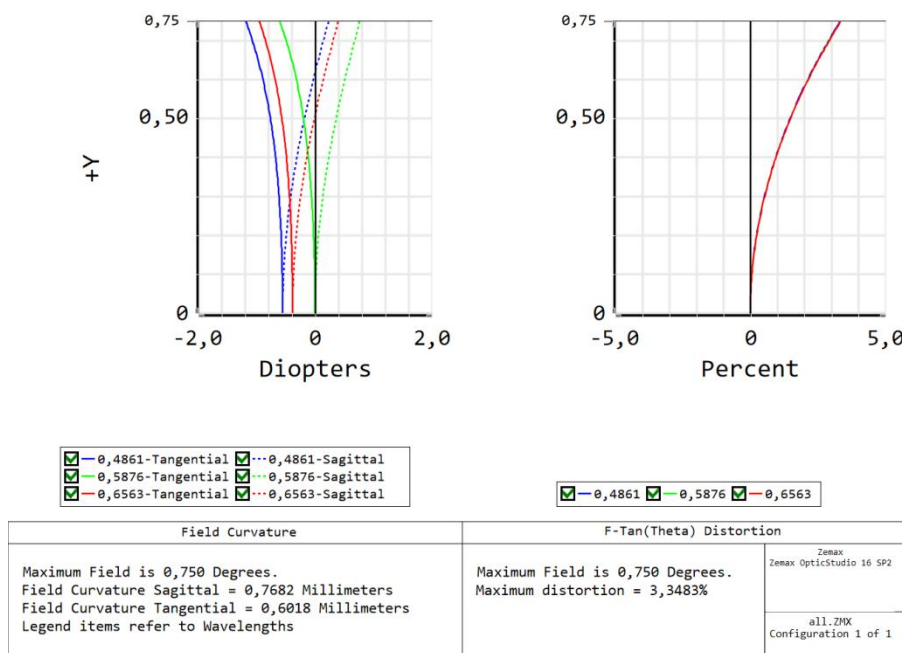 0,75
0,50
0
+Y
-2,0 0 2,0
Diopters
0,75
0,50
0
-5,0 0 5,0
Percent
0,4861-Tangential 0,4861-Sagittal
0,5876-Tangential 0,5876-Sagittal
0,6563-Tangential 0,6563-Sagittal
0,4861 0,5876 0,6563
Field Curvature
Maximum Field is 0,750 Degrees.
Field Curvature Sagittal = 0,7682 Millimeters
Field Curvature Tangential = 0,6018 Millimeters
Legend items refer to Wavelengths
F-Tan(Theta) Distortion
Maximum Field is 0,750 Degrees.
Maximum distortion = 3,3483%
Zemax
Zemax OpticStudio 16 SP2
all.ZMX
Configuration 1 of 1